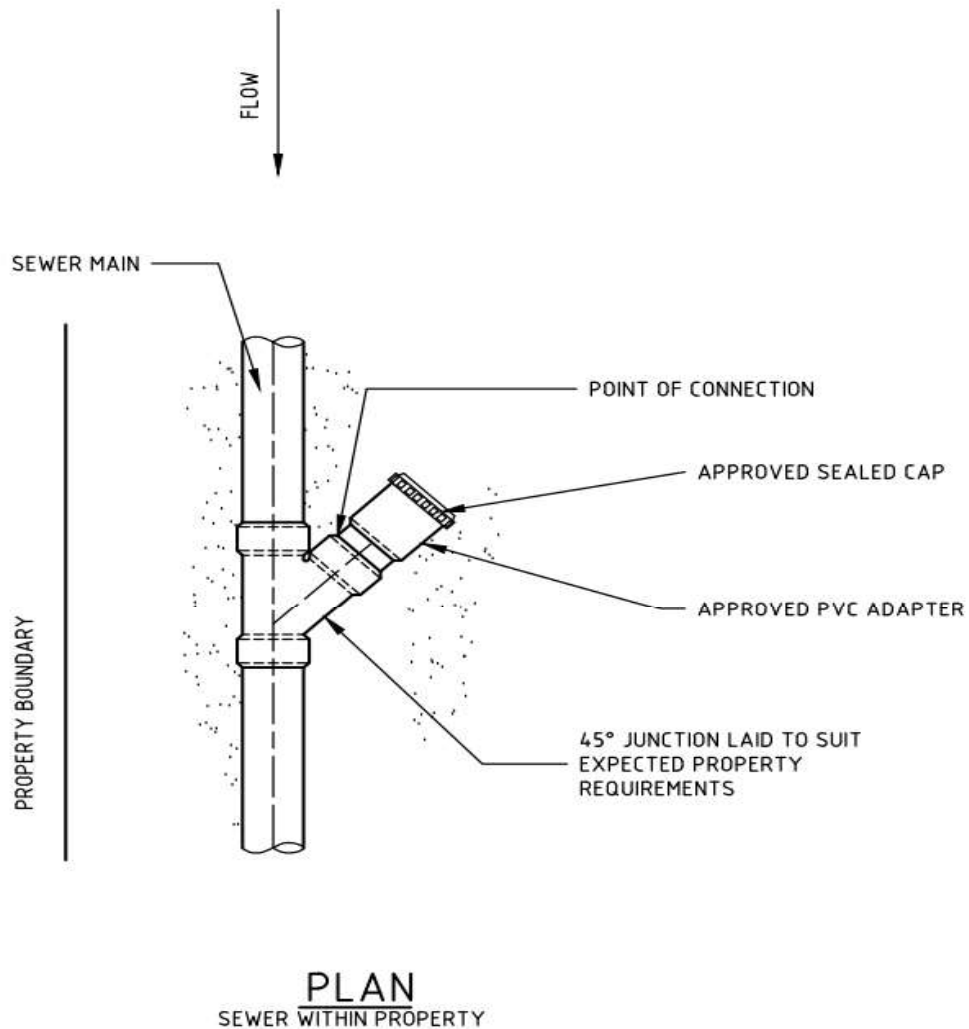 FLOW
SEWER MAIN
POINT OF CONNECTION
APPROVED SEALED CAP
APPROVED PVC ADAPTER
PROPERTY BOUNDARY
45° JUNCTION LAID TO SUIT
EXPECTED PROPERTY
REQUIREMENTS
PLAN
SEWER WITHIN PROPERTY